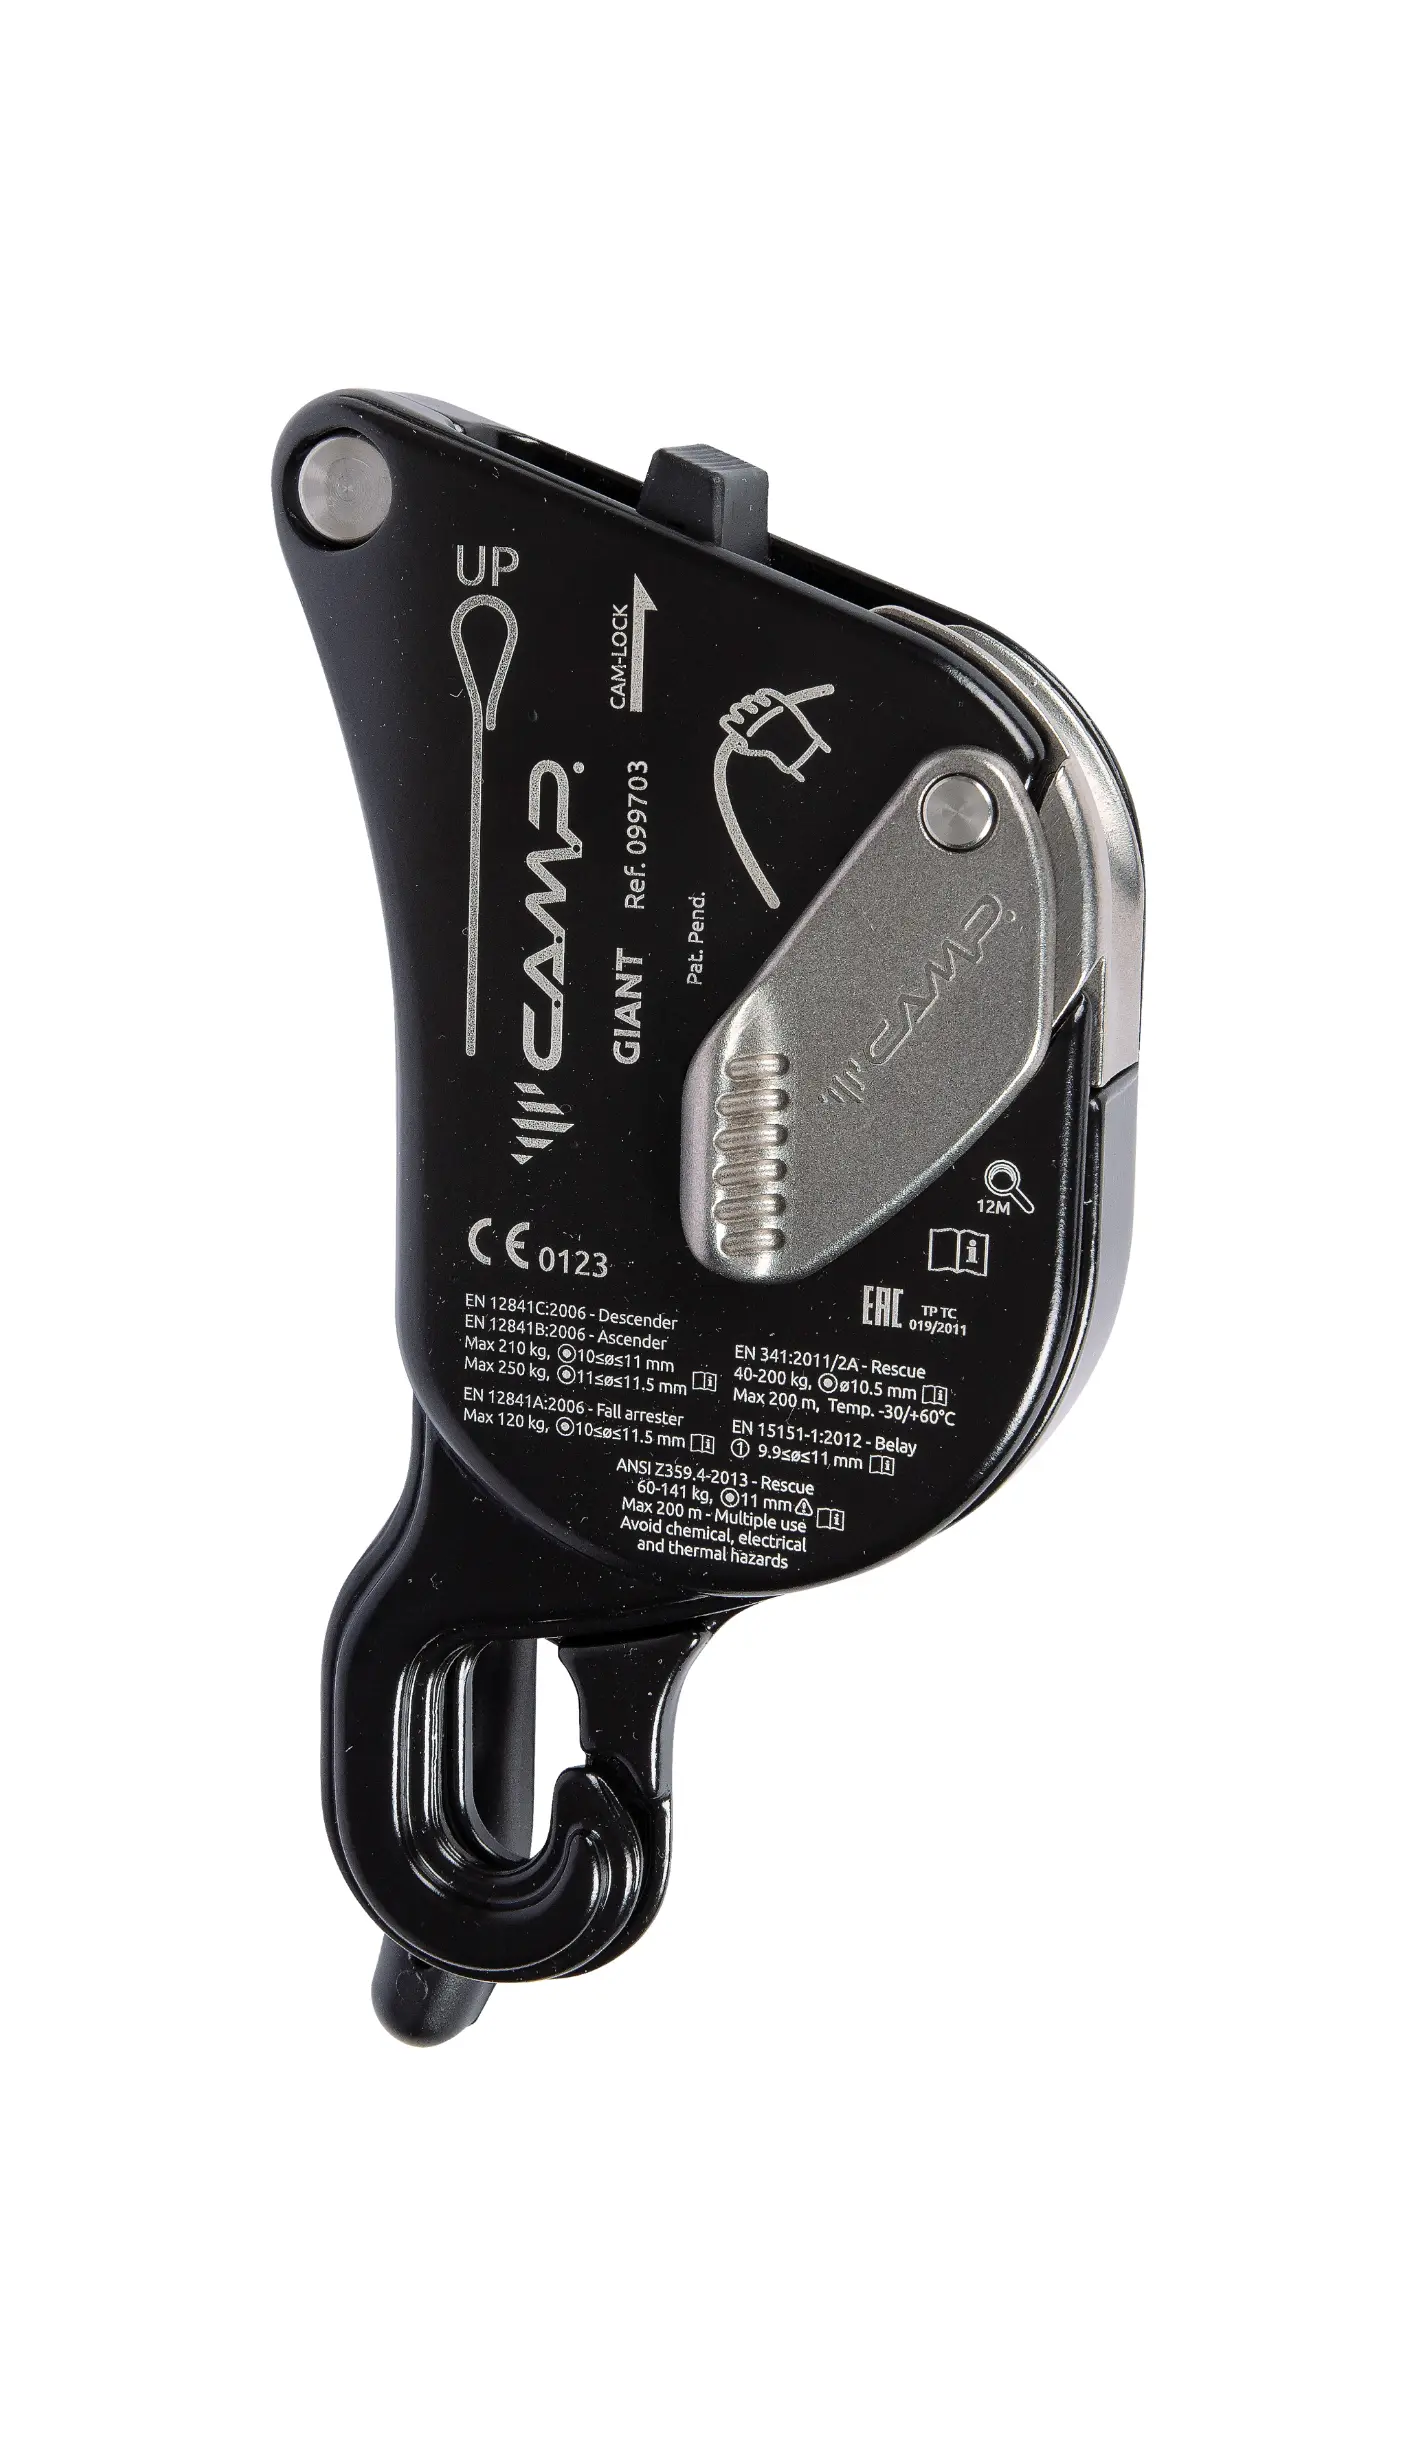 UP
CAM-LOCK
CAMP®
GIANT Ref. 099703
Pat. Pend.
CAMP®
12M
CE 0123
EAC TP TC
019/2011
EN 12841C:2006 - Descender
EN 12841B:2006 - Ascender
Max 210 kg, 10≤ø≤11 mm
Max 250 kg, 11≤ø≤11.5 mm
EN 12841A:2006 - Fall arrester
Max 120 kg, 10≤ø≤11.5 mm
EN 341:2011/2A - Rescue
40-200 kg, ø10.5 mm
Max 200 m, Temp. -30/+60°C
EN 15151-1:2012 - Belay
1 9.9≤ø≤11 mm
ANSI Z359.4-2013 - Rescue
60-141 kg, 11 mm
Max 200 m - Multiple use
Avoid chemical, electrical
and thermal hazards